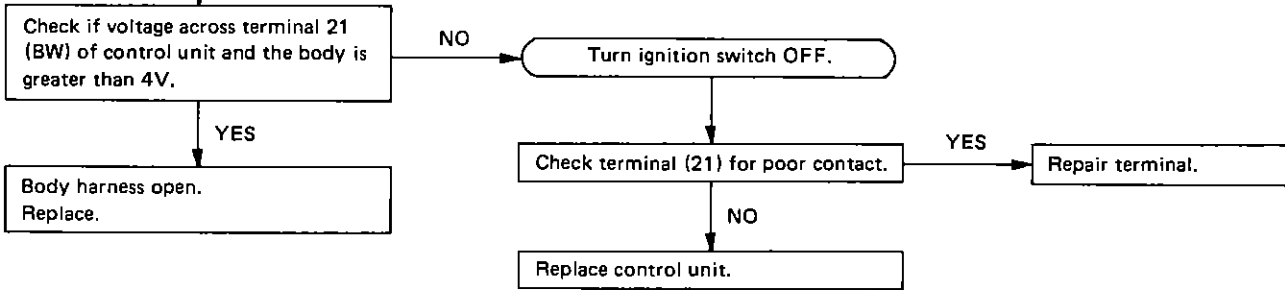 Check if voltage across terminal 21
(BW) of control unit and the body is
greater than 4V.
NO
Turn ignition switch OFF.
YES
Body harness open.
Replace.
Check terminal (21) for poor contact.
YES
Repair terminal.
NO
Replace control unit.